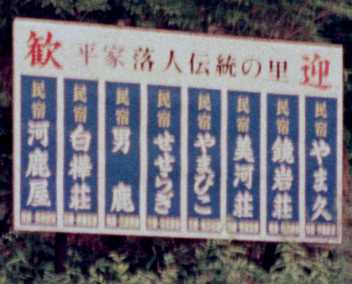 歓 平家落人伝統の里 迎
民宿 河鹿屋
民宿 白樺荘
民宿 男鹿
民宿 せせらぎ
民宿 やまびこ
民宿 美河荘
民宿 鏡岩荘
民宿 やま久